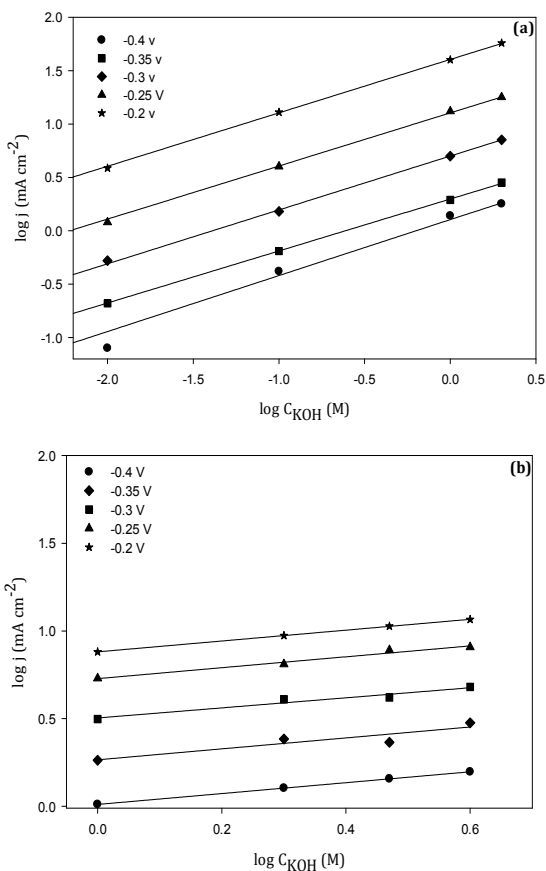 (a)
-0.4 v
-0.35 v
-0.3 v
-0.25 V
-0.2 v
2.0
1.5
1.0
0.5
0.0
-0.5
-1.0
log j (mA cm⁻²)
-2.0 -1.5 -1.0 -0.5 0.0 0.5
log C_KOH (M)
(b)
-0.4 V
-0.35 V
-0.3 V
-0.25 V
-0.2 V
2.0
1.5
1.0
0.5
0.0
log j (mA cm⁻²)
0.0 0.2 0.4 0.6
log C_KOH (M)